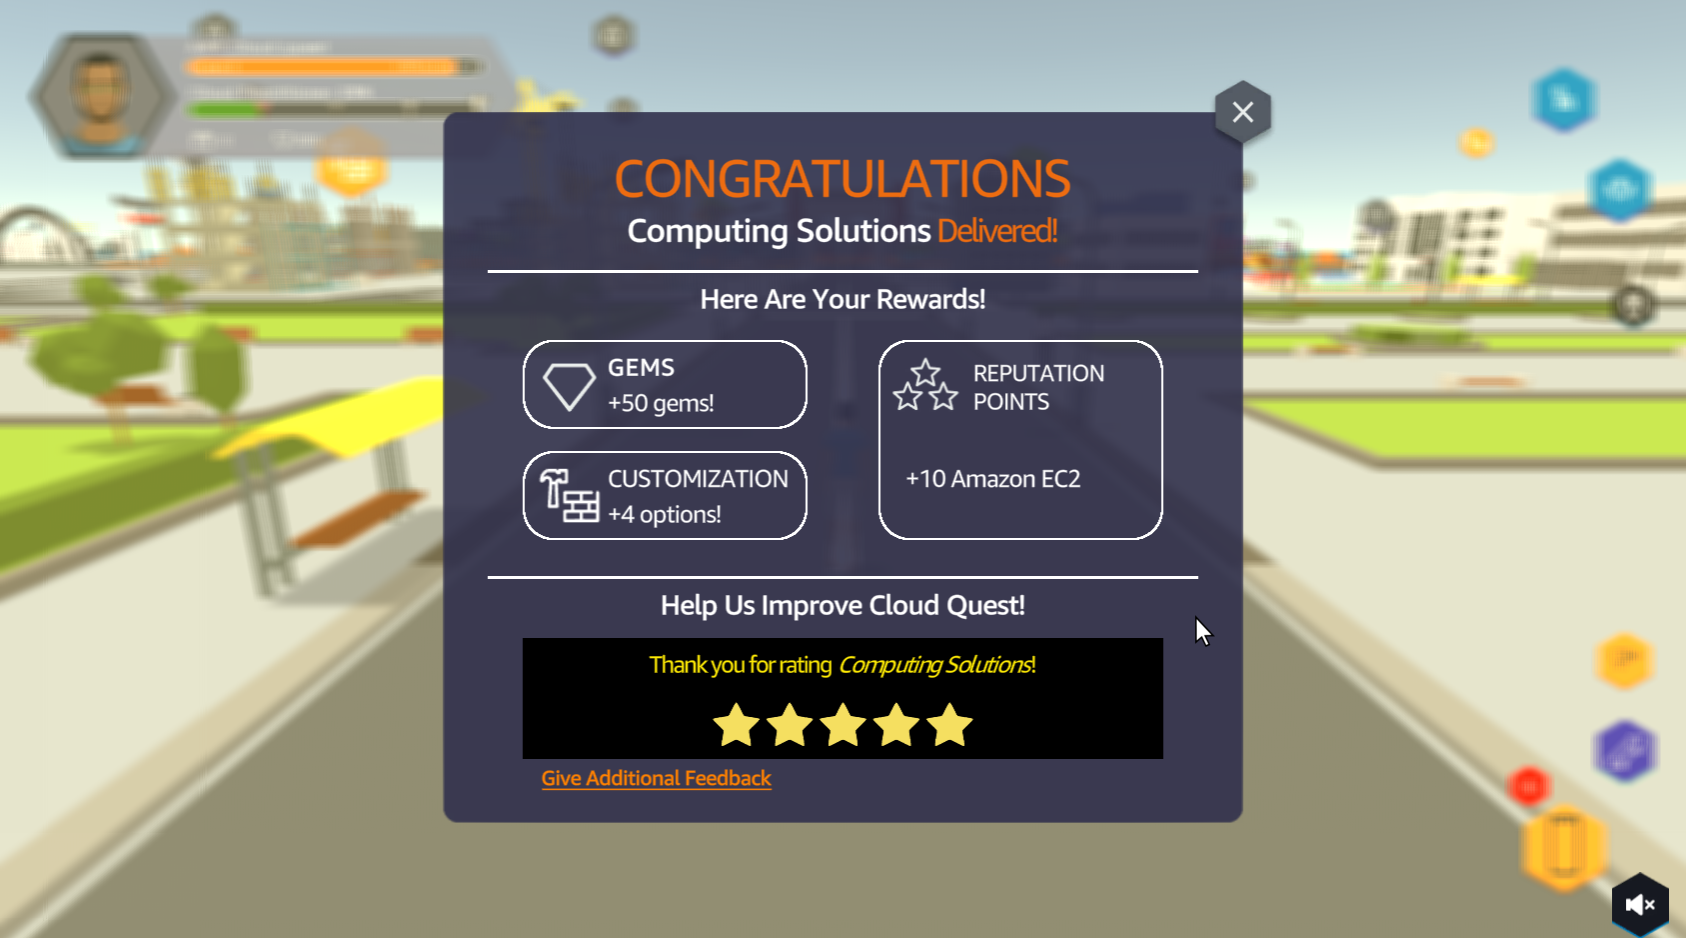 CONGRATULATIONS
Computing Solutions Delivered!
Here Are Your Rewards!
GEMS
+50 gems!
CUSTOMIZATION
+4 options!
REPUTATION
POINTS
+10 Amazon EC2
Help Us Improve Cloud Quest!
Thank you for rating Computing Solutions!
Give Additional Feedback